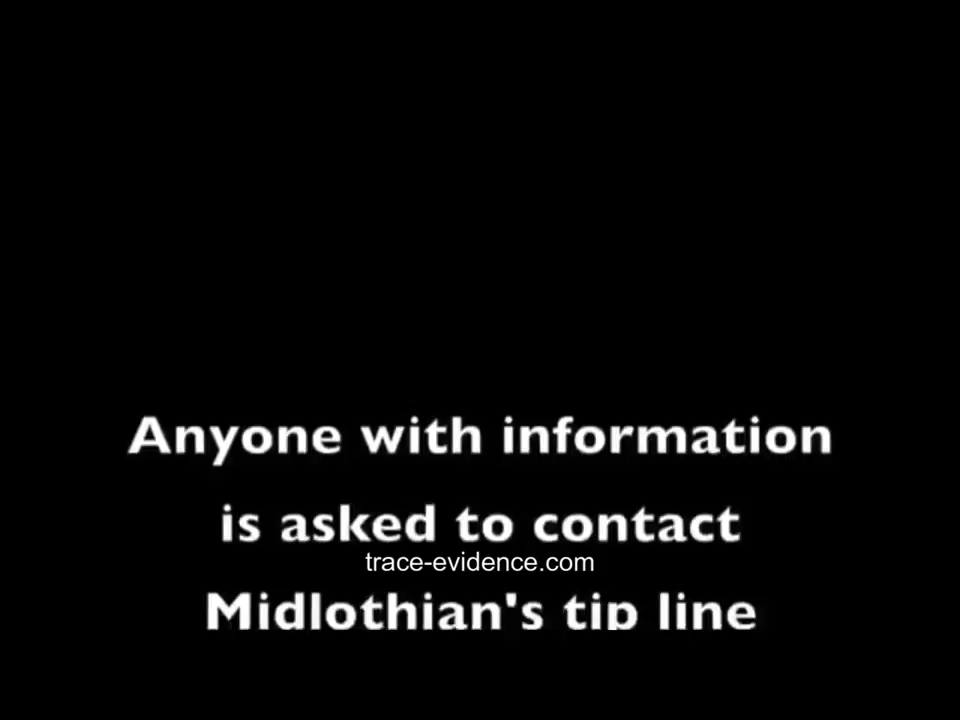 Anyone with information
is asked to contact
trace-evidence.com
Midlothian's tip line